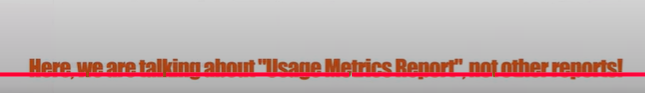 Here, we are talking about "Usage Metrics Report", not other reports!